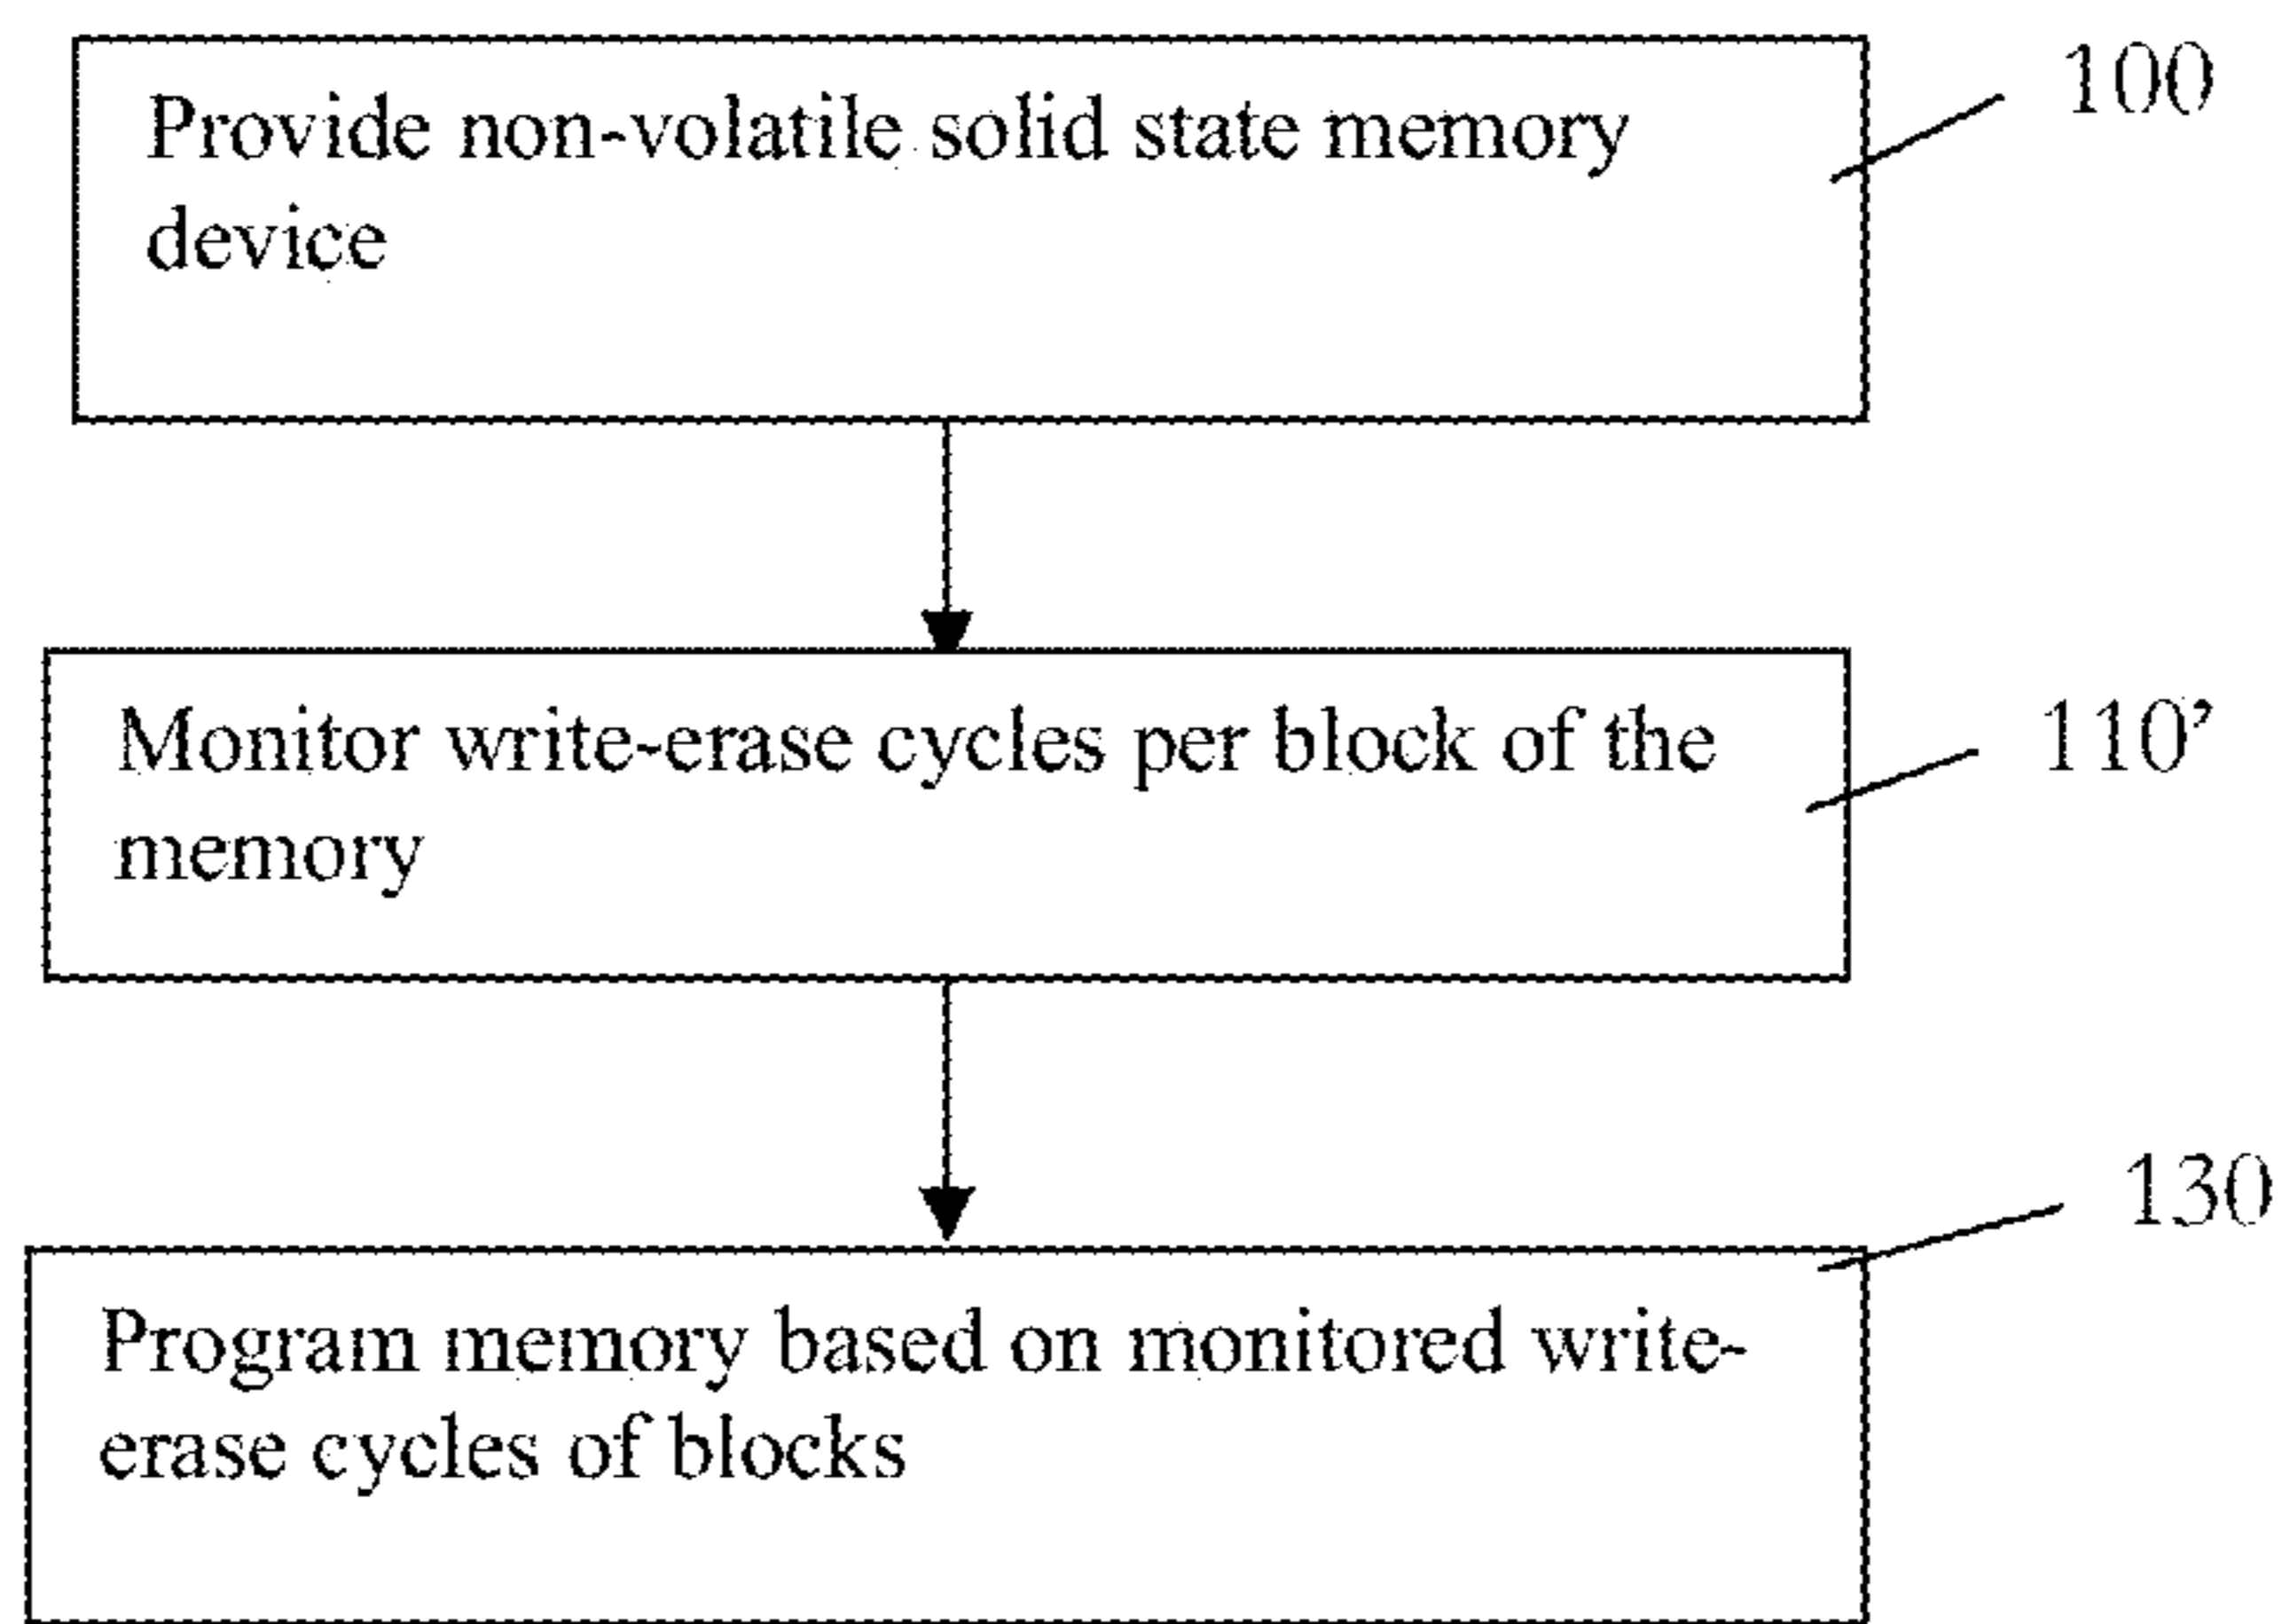 Provide non-volatile solid state memory
device
100
Monitor write-erase cycles per block of the
memory
110’
130
Program memory based on monitored write-
erase cycles of blocks